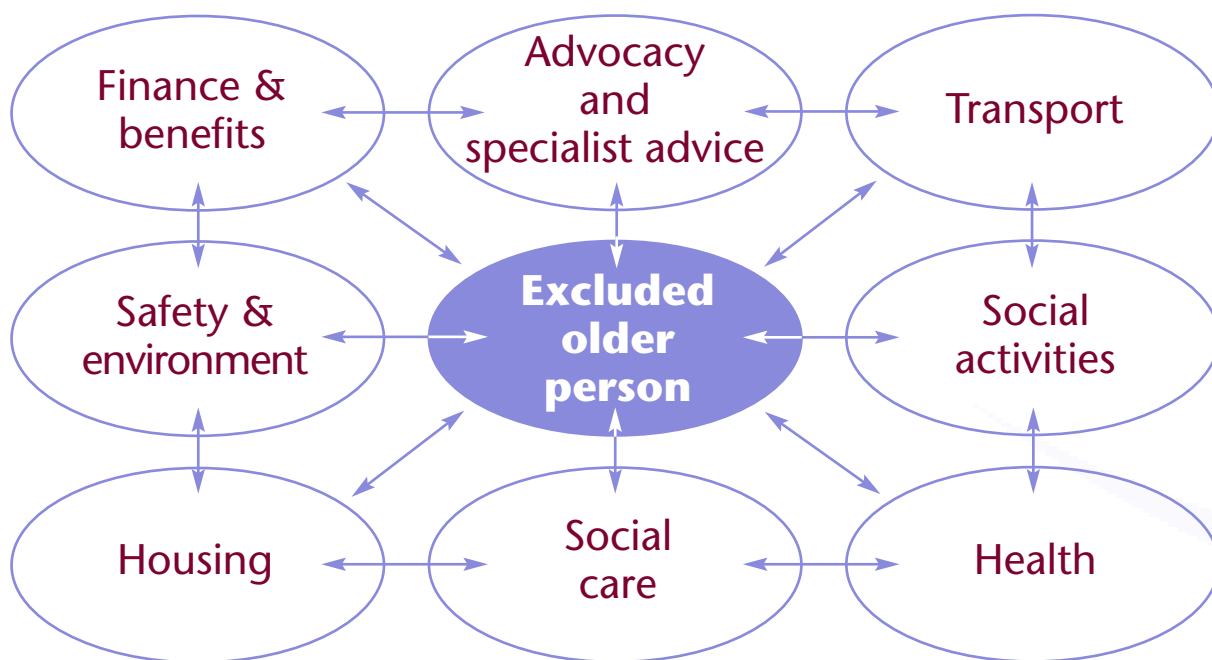 Finance &
benefits
Advocacy
and
specialist advice
Transport
Safety &
environment
Excluded
older
person
Social
activities
Housing
Social
care
Health